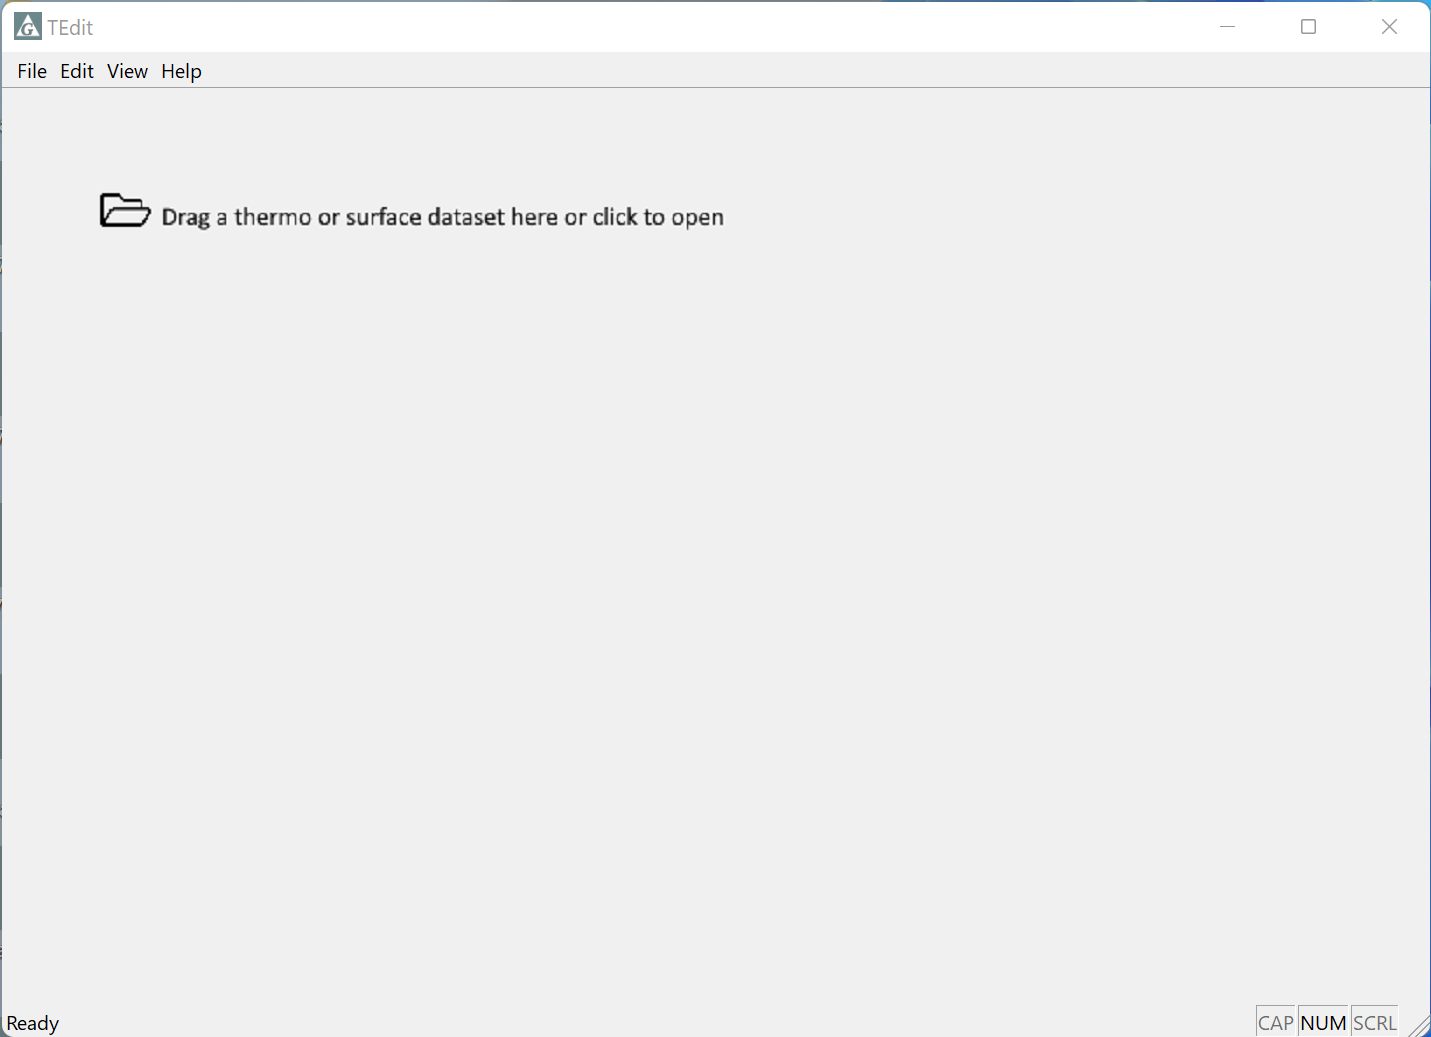 TEdit
File Edit View Help
Drag a thermo or surface dataset here or click to open
Ready
CAP NUM SCRL